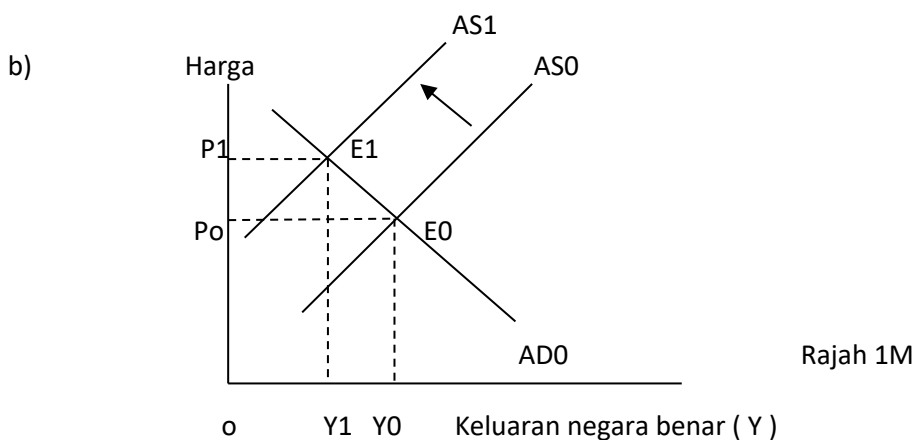 AS1
b) Harga AS0
P1 E1
Po E0
AD0 Rajah 1M
o Y1 Y0 Keluaran negara benar ( Y )